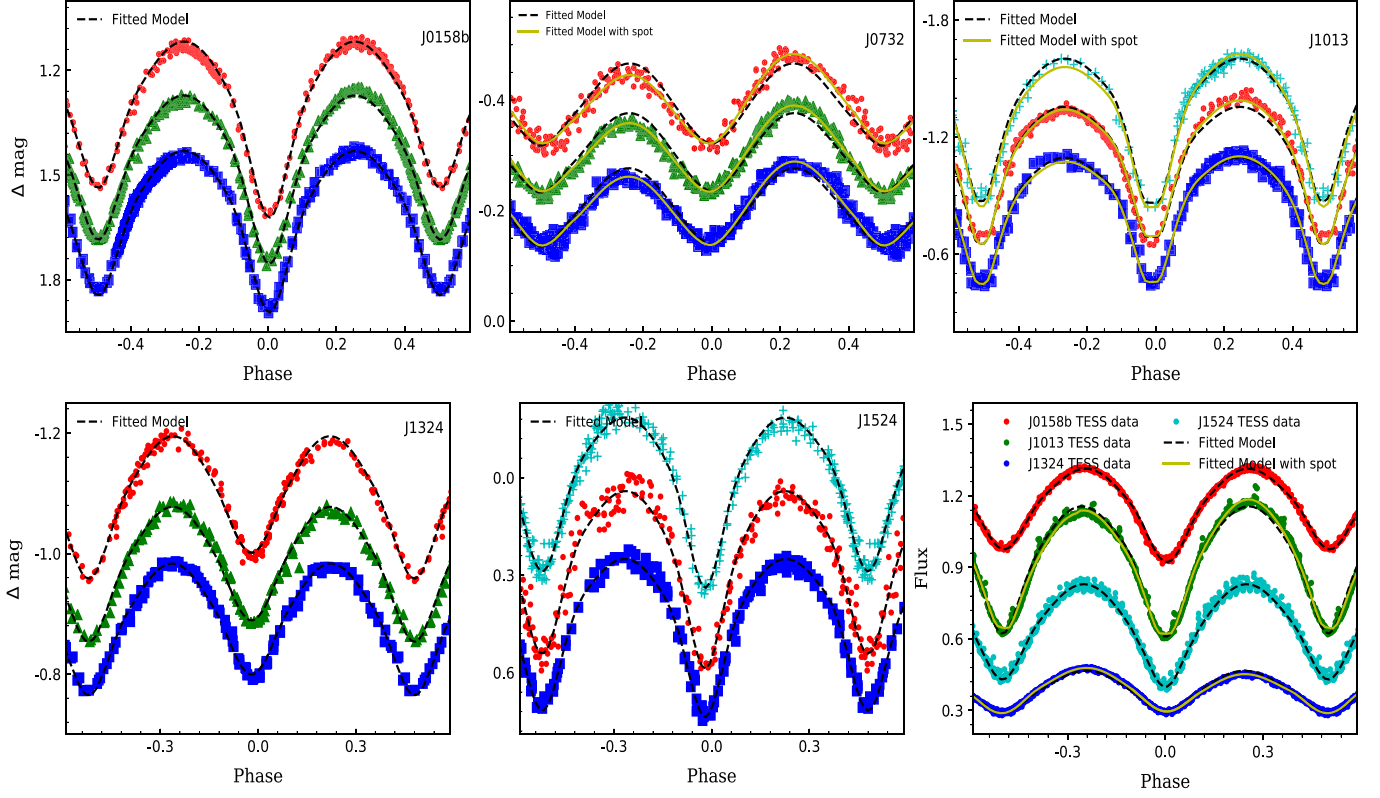 Fitted Model
J0158b
Δ mag
1.2
1.5
1.8
-0.4 -0.2 0.0 0.2 0.4
Phase
Fitted Model
Fitted Model with spot
J0732
-0.4
-0.2
0.0
-0.4 -0.2 0.0 0.2 0.4
Phase
Fitted Model
Fitted Model with spot
J1013
-1.8
-1.2
-0.6
-0.4 -0.2 0.0 0.2 0.4
Phase
Fitted Model
J1324
Δ mag
-1.2
-1.0
-0.8
-0.3 0.0 0.3
Phase
Fitted Model
J1524
0.0
0.3
0.6
-0.3 0.0 0.3
Phase
J0158b TESS data
J1013 TESS data
J1324 TESS data
J1524 TESS data
Fitted Model
Fitted Model with spot
Flux
1.5
1.2
0.9
0.6
0.3
-0.3 0.0 0.3
Phase